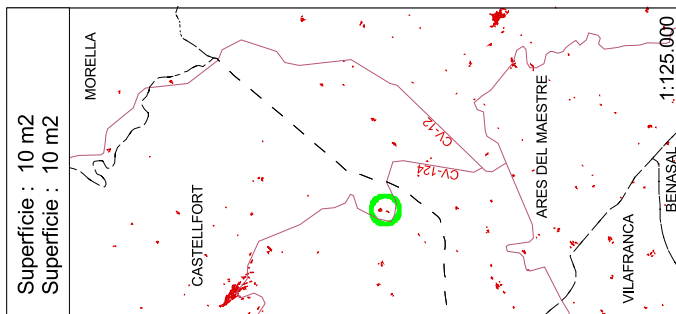 Superfície : 10 m2
Superficie : 10 m2
MORELLA
CASTELLFORT
CV-12
CV-124
ARES DEL MAESTRE
VILAFRANCA
BENASAL
1:125.000